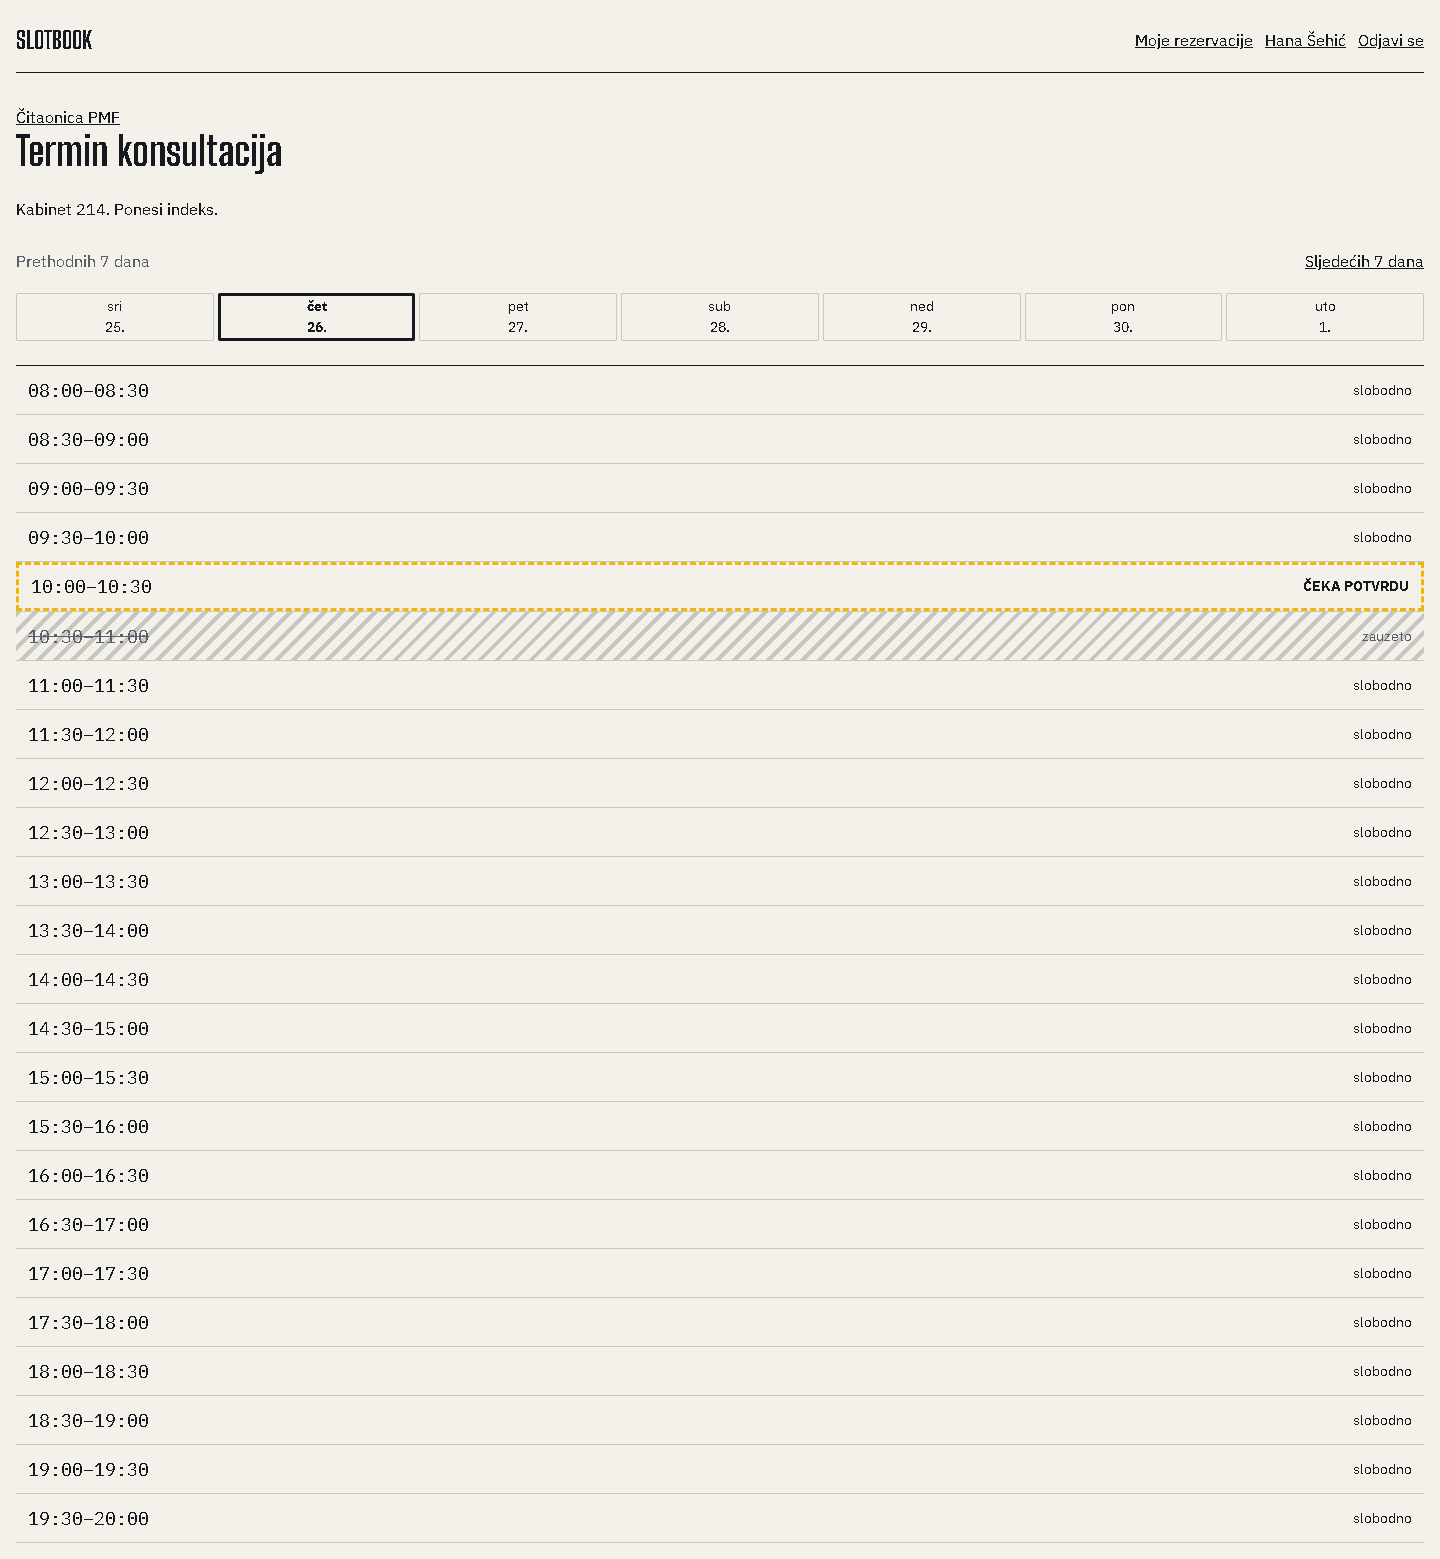 SLOTBOOK
Moje rezervacije Hana Šehić Odjavi se
Čitaonica PMF
Termin konsultacija
Kabinet 214. Ponesi indeks.
Prethodnih 7 dana Sljedećih 7 dana
sri čet pet sub ned pon uto
25. 26. 27. 28. 29. 30. 1.
08:00–08:30 slobodno
08:30–09:00 slobodno
09:00–09:30 slobodno
09:30–10:00 slobodno
10:00–10:30 ČEKA POTVRDU
10:30–11:00 zauzeto
11:00–11:30 slobodno
11:30–12:00 slobodno
12:00–12:30 slobodno
12:30–13:00 slobodno
13:00–13:30 slobodno
13:30–14:00 slobodno
14:00–14:30 slobodno
14:30–15:00 slobodno
15:00–15:30 slobodno
15:30–16:00 slobodno
16:00–16:30 slobodno
16:30–17:00 slobodno
17:00–17:30 slobodno
17:30–18:00 slobodno
18:00–18:30 slobodno
18:30–19:00 slobodno
19:00–19:30 slobodno
19:30–20:00 slobodno